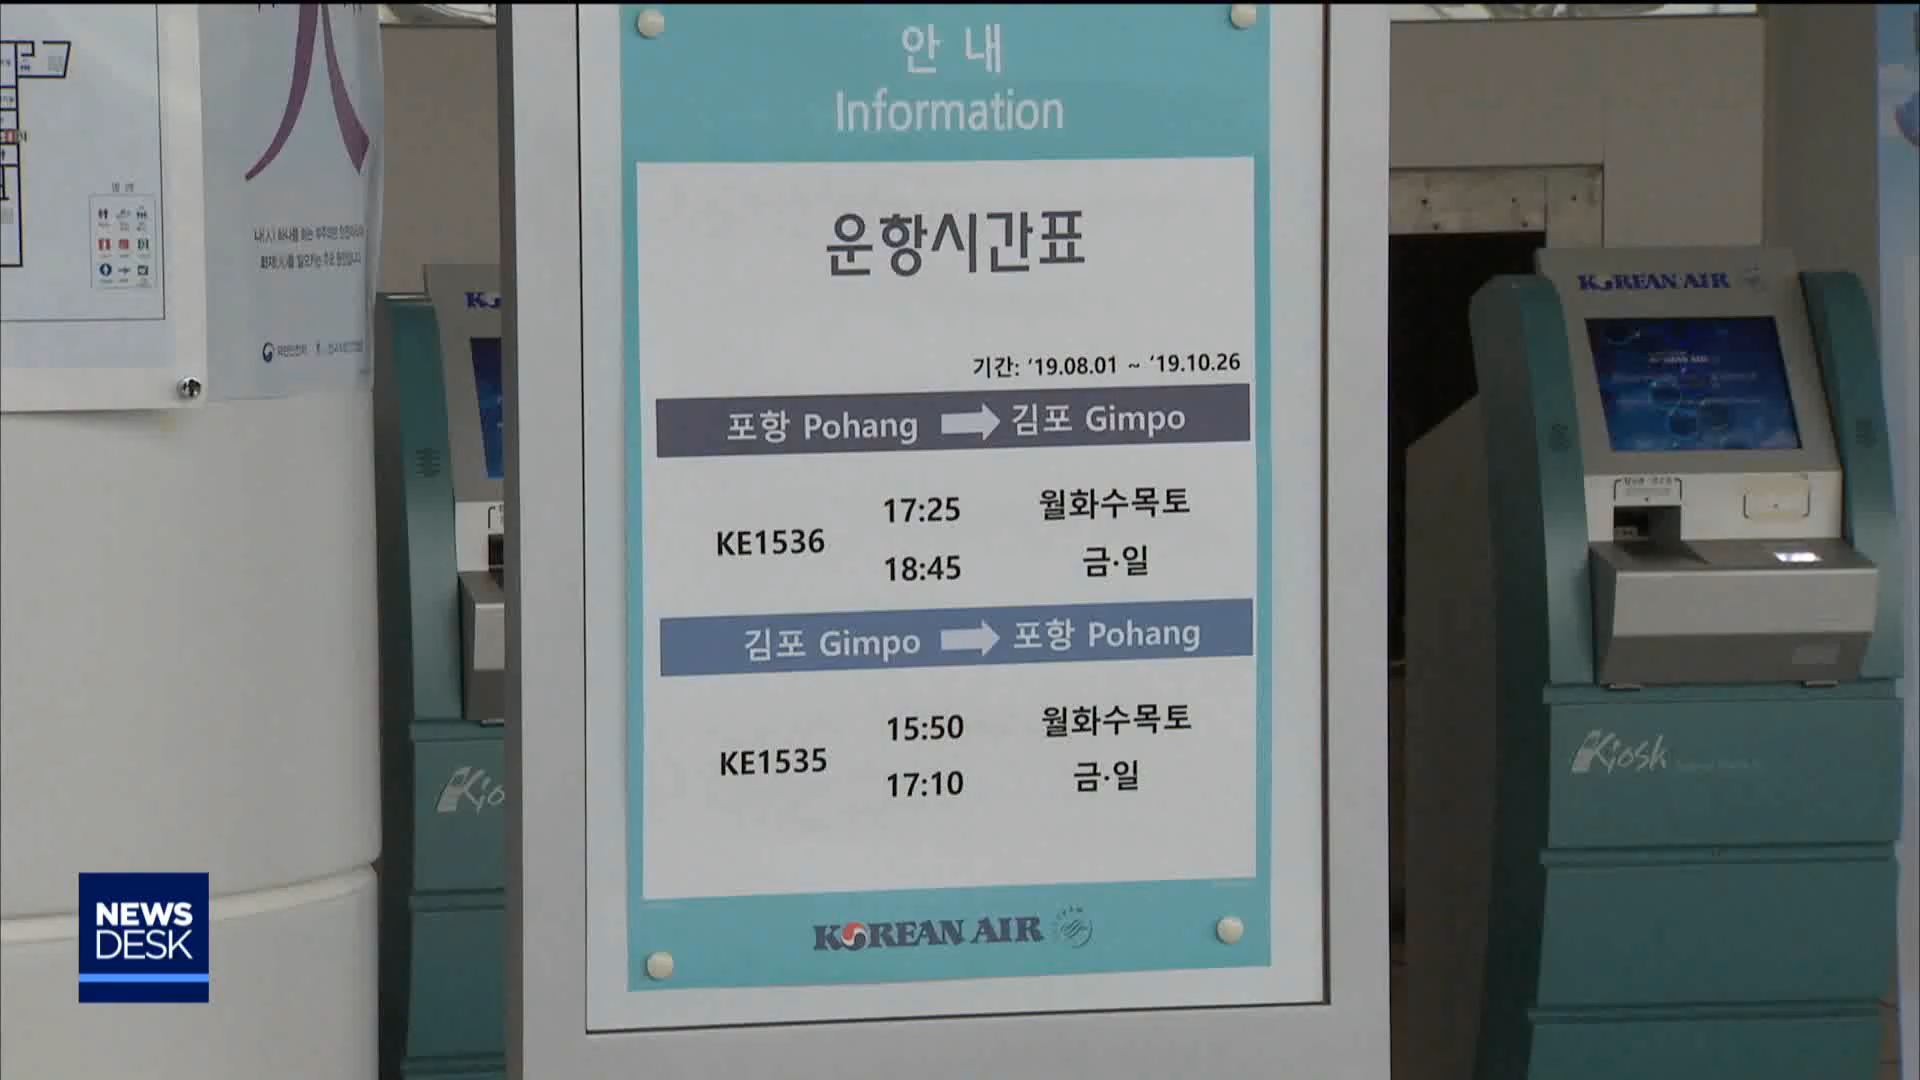 안 내
Information
운항시간표
기간: '19.08.01 ~ '19.10.26
포항 Pohang 김포 Gimpo
KE1536
17:25 월화수목토
18:45 금·일
김포 Gimpo 포항 Pohang
KE1535
15:50 월화수목토
17:10 금·일
KOREAN AIR
KOREAN AIR
Kiosk
NEWS
DESK